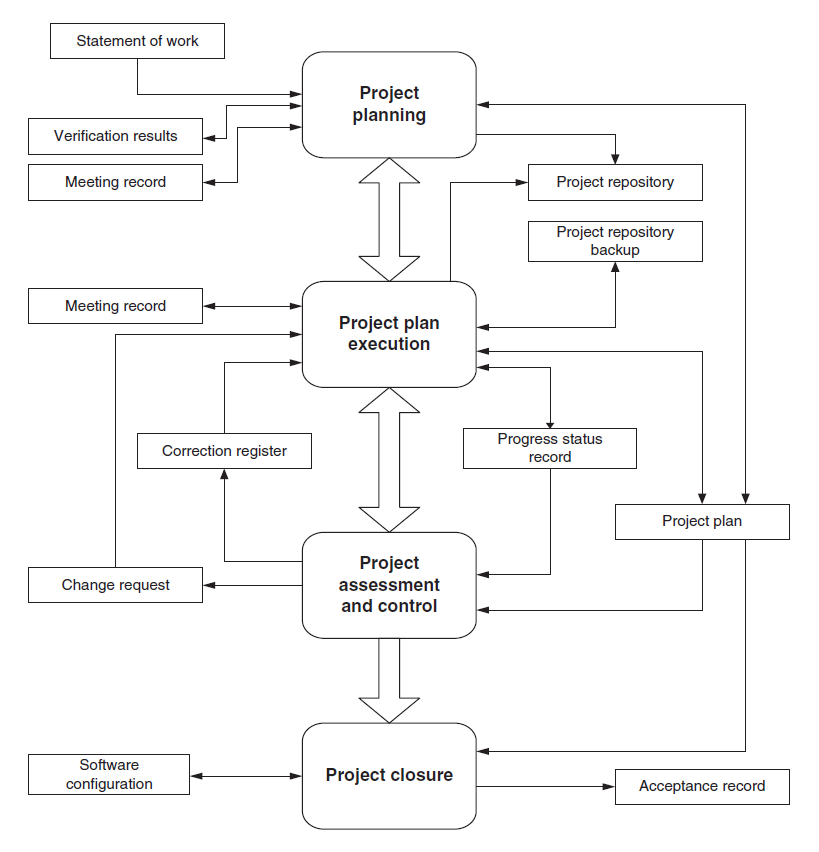 Statement of work
Project
planning
Verification results
Meeting record
Project repository
Project repository
backup
Meeting record
Project plan
execution
Correction register
Progress status
record
Project plan
Project
assessment
and control
Change request
Software
configuration
Project closure
Acceptance record